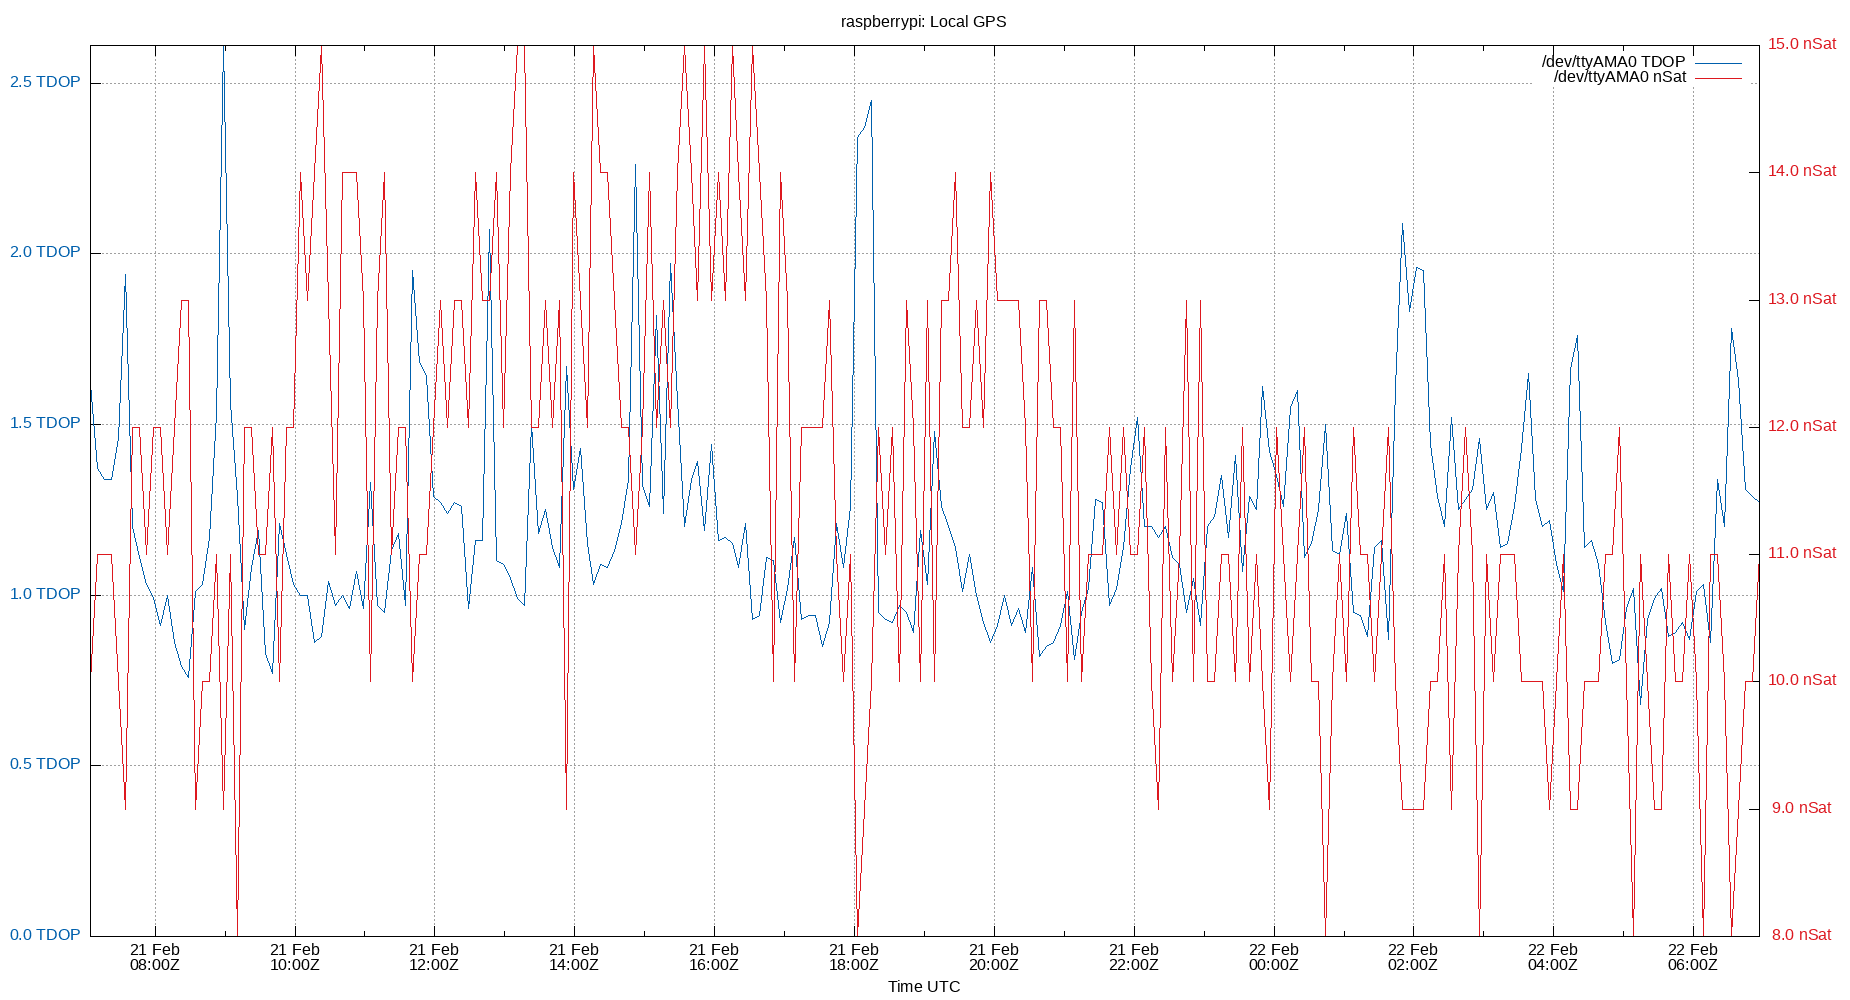 raspberrypi: Local GPS
/dev/ttyAMA0 TDOP
/dev/ttyAMA0 nSat
2.5 TDOP
2.0 TDOP
1.5 TDOP
1.0 TDOP
0.5 TDOP
0.0 TDOP
15.0 nSat
14.0 nSat
13.0 nSat
12.0 nSat
11.0 nSat
10.0 nSat
9.0 nSat
8.0 nSat
21 Feb
08:00Z
21 Feb
10:00Z
21 Feb
12:00Z
21 Feb
14:00Z
21 Feb
16:00Z
21 Feb
18:00Z
21 Feb
20:00Z
21 Feb
22:00Z
22 Feb
00:00Z
22 Feb
02:00Z
22 Feb
04:00Z
22 Feb
06:00Z
Time UTC